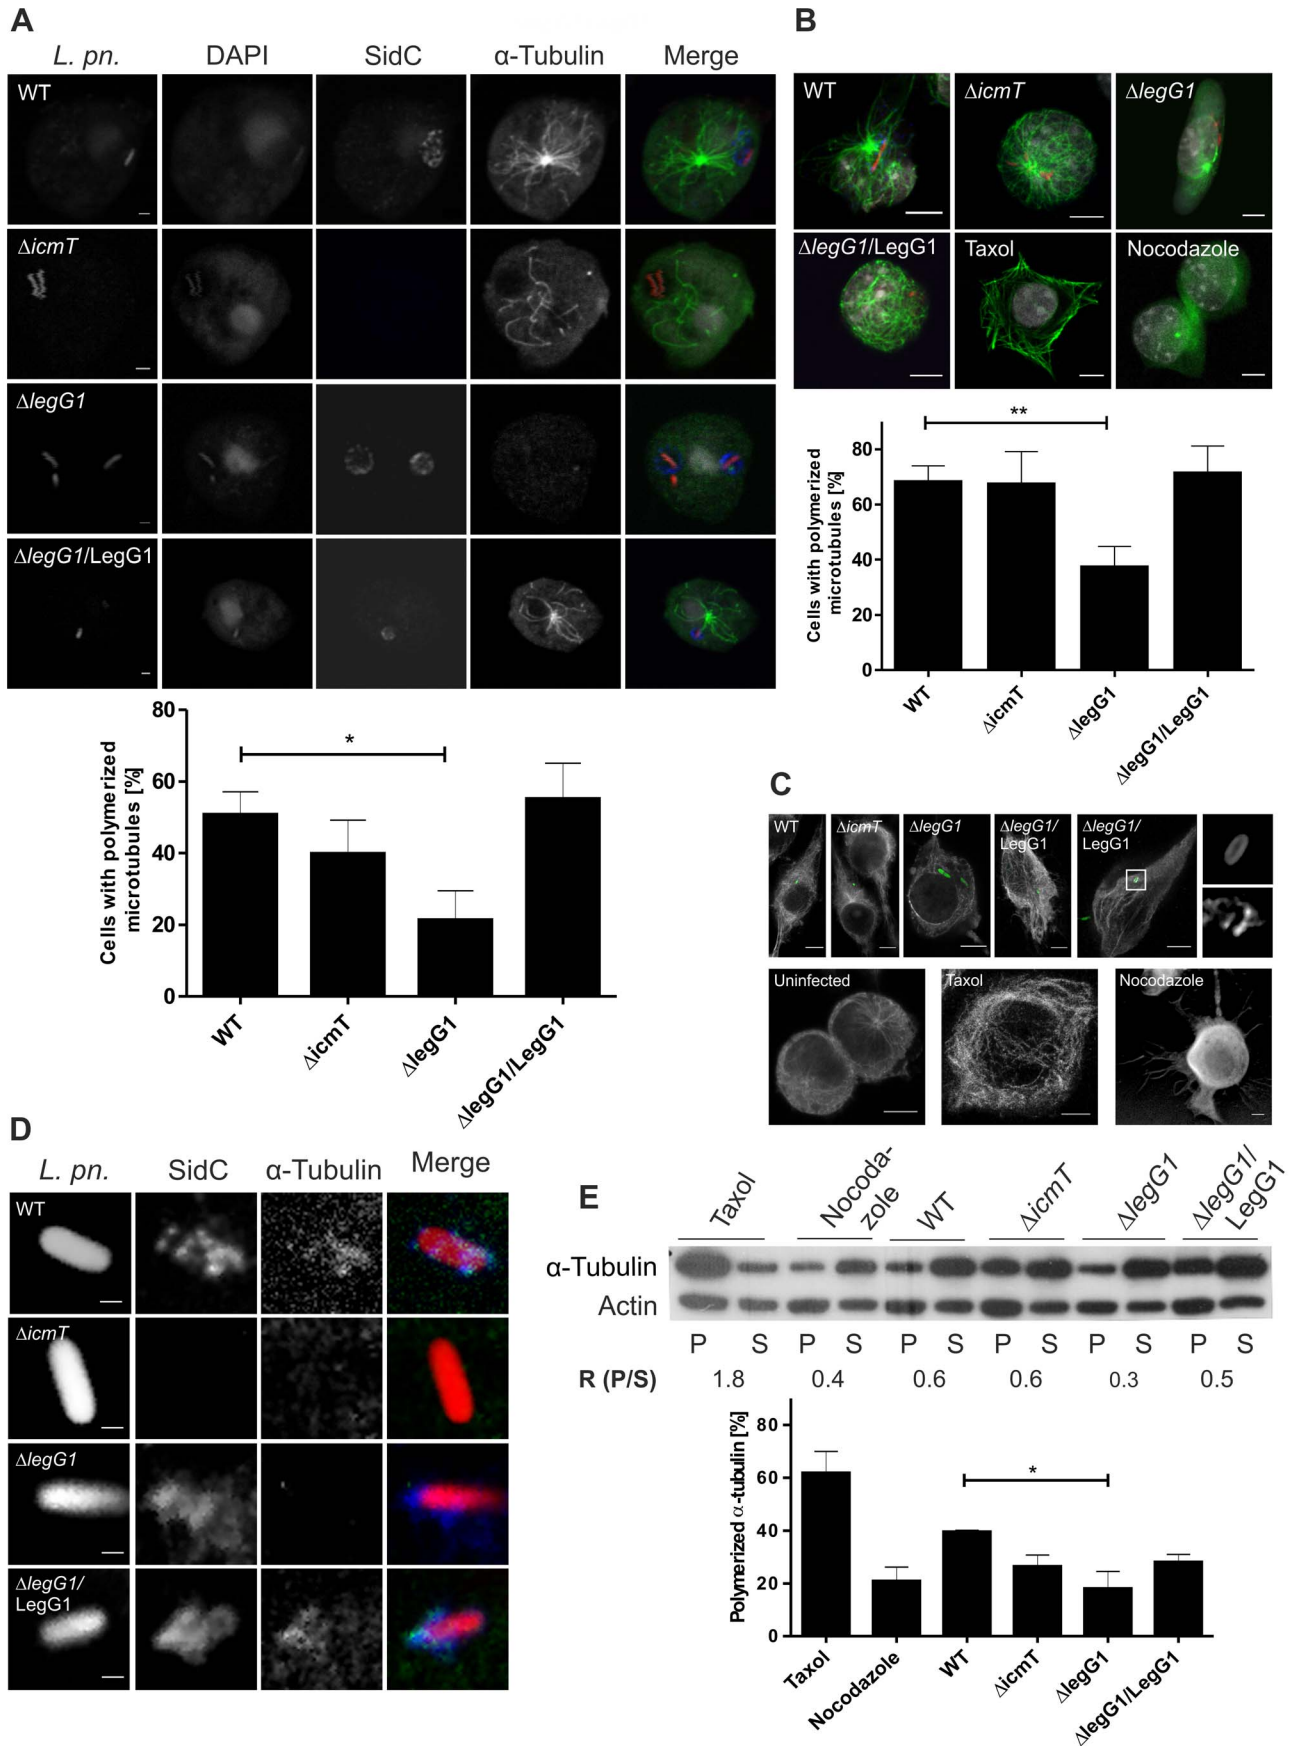 A
L. pn.
DAPI
SidC
α-Tubulin
Merge
WT
ΔicmT
ΔlegG1
ΔlegG1/LegG1
80
60
40
20
0
Cells with polymerized
microtubules [%]
*
WT
ΔicmT
ΔlegG1
ΔlegG1/LegG1
B
WT
ΔicmT
ΔlegG1
ΔlegG1/LegG1
Taxol
Nocodazole
80
60
40
20
0
Cells with polymerized
microtubules [%]
**
WT
ΔicmT
ΔlegG1
ΔlegG1/LegG1
C
WT
ΔicmT
ΔlegG1
ΔlegG1/
LegG1
ΔlegG1/
LegG1
Uninfected
Taxol
Nocodazole
D
L. pn.
SidC
α-Tubulin
Merge
WT
ΔicmT
ΔlegG1
ΔlegG1/
LegG1
E
Taxol
Nocoda-
zole
WT
ΔicmT
ΔlegG1
ΔlegG1/
LegG1
α-Tubulin
Actin
P S P S P S P S P S P S
R (P/S) 1.8 0.4 0.6 0.6 0.3 0.5
80
60
40
20
0
Polymerized α-tubulin [%]
*
Taxol
Nocodazole
WT
ΔicmT
ΔlegG1
ΔlegG1/LegG1